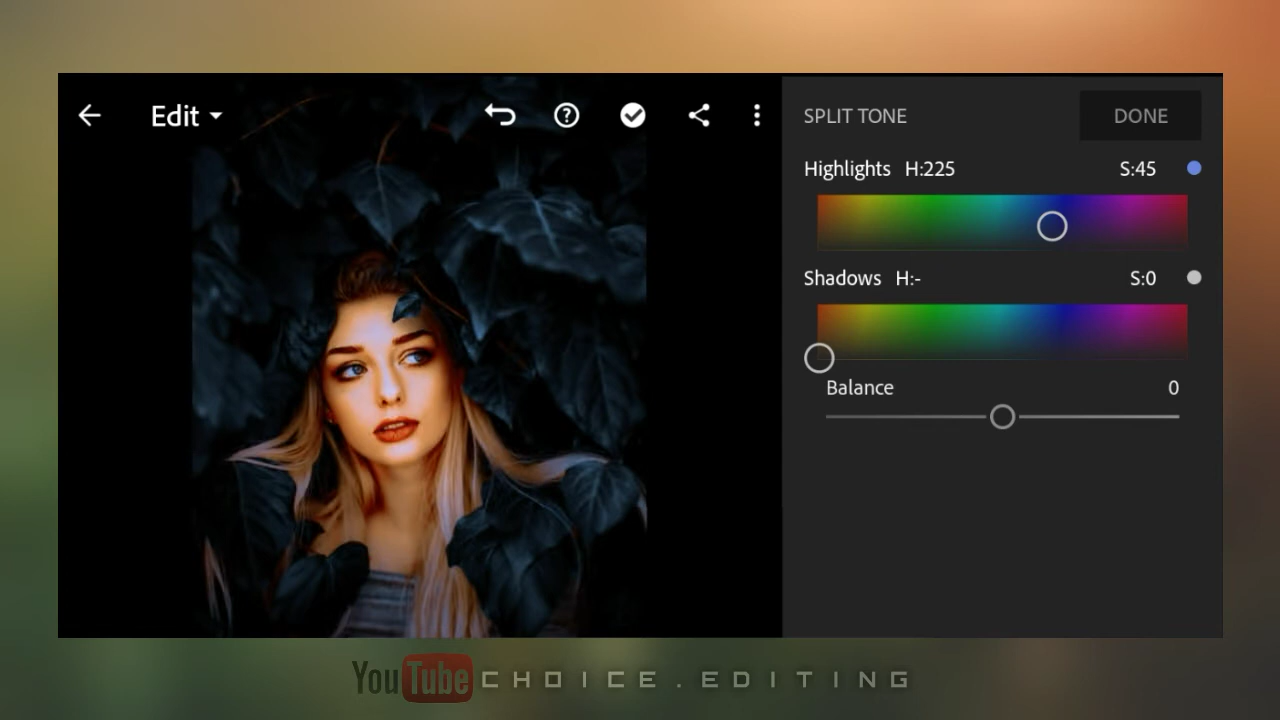 Edit
SPLIT TONE
DONE
Highlights H:225 S:45
Shadows H:- S:0
Balance 0
YouTube CHOICE.EDITING